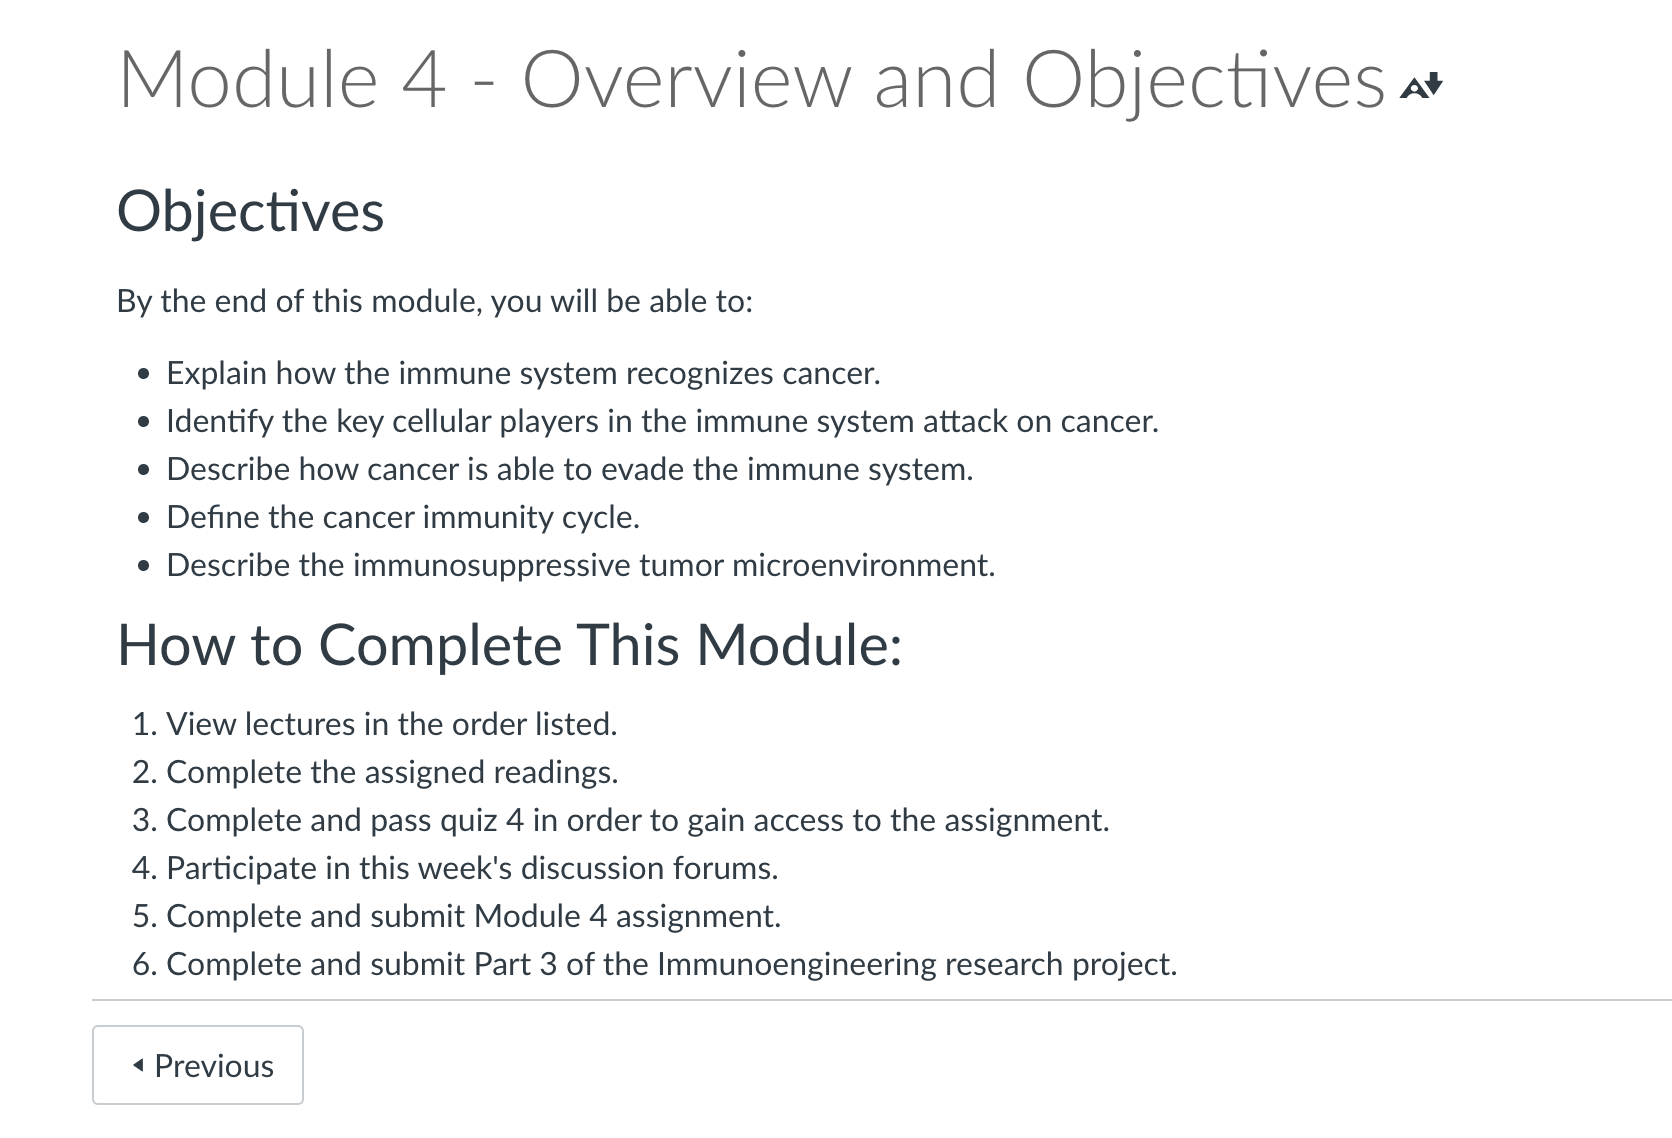 Module 4 - Overview and Objectives
Objectives
By the end of this module, you will be able to:
• Explain how the immune system recognizes cancer.
• Identify the key cellular players in the immune system attack on cancer.
• Describe how cancer is able to evade the immune system.
• Define the cancer immunity cycle.
• Describe the immunosuppressive tumor microenvironment.
How to Complete This Module:
1. View lectures in the order listed.
2. Complete the assigned readings.
3. Complete and pass quiz 4 in order to gain access to the assignment.
4. Participate in this week's discussion forums.
5. Complete and submit Module 4 assignment.
6. Complete and submit Part 3 of the Immunoengineering research project.
Previous